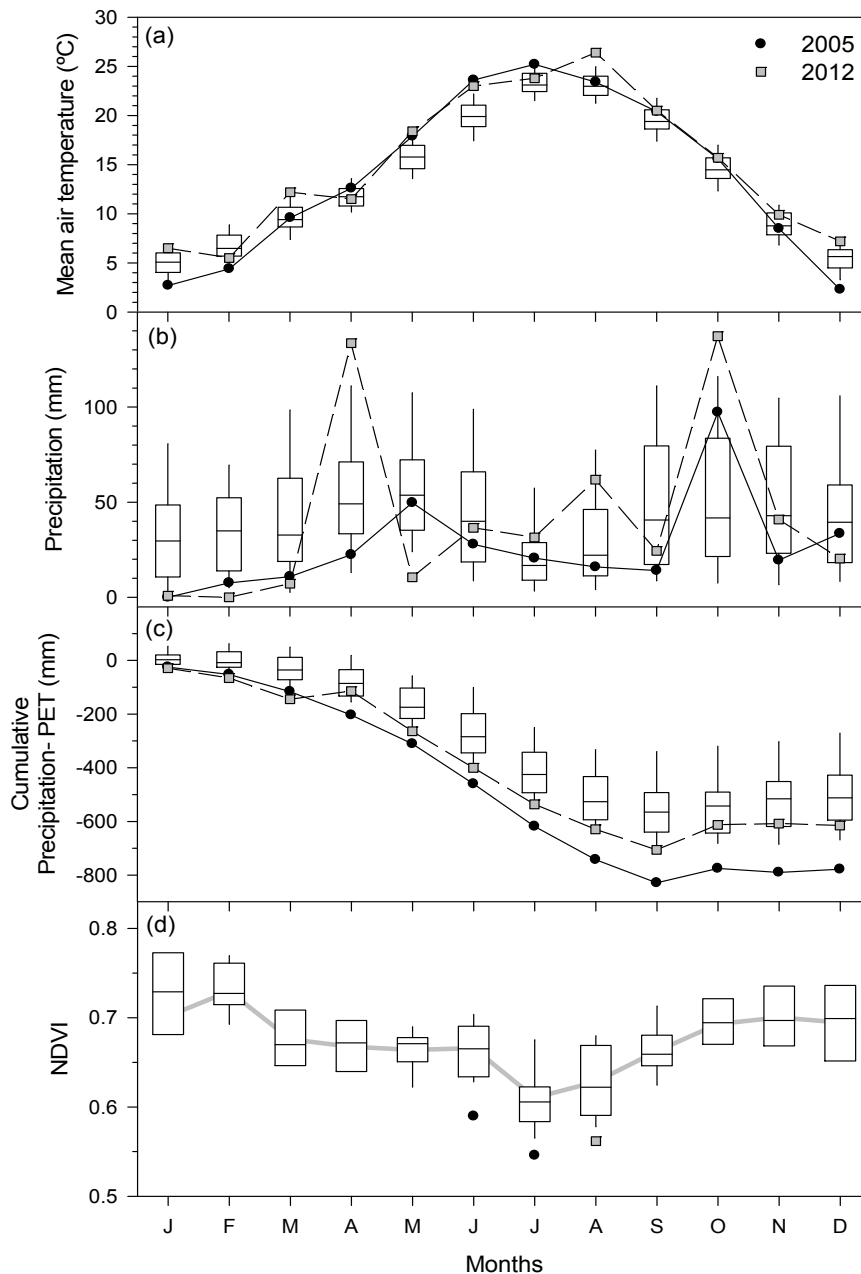 (a)
2005
2012
Mean air temperature (ºC)
30
25
20
15
10
5
0
(b)
Precipitation (mm)
100
50
0
(c)
Cumulative
Precipitation- PET (mm)
0
-200
-400
-600
-800
(d)
NDVI
0.8
0.7
0.6
0.5
J F M A M J J A S O N D
Months